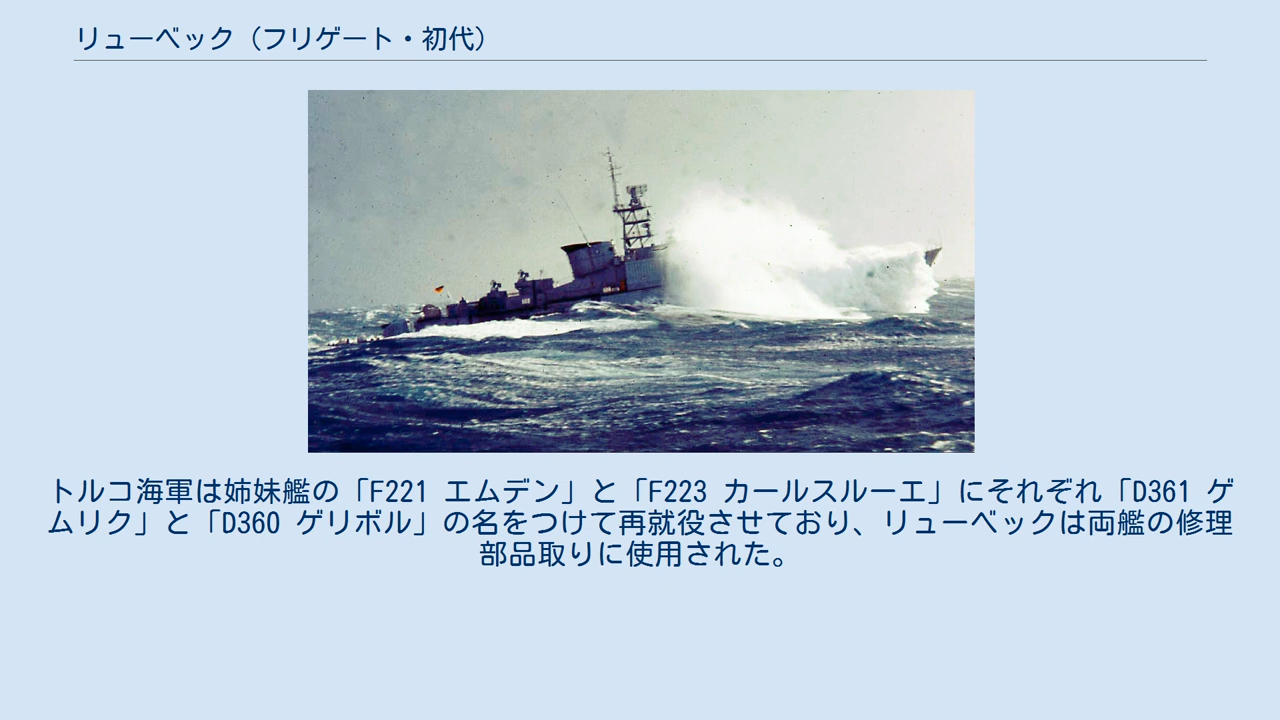 リューベック（フリゲート・初代）
トルコ海軍は姉妹艦の「F221 エムデン」と「F223 カールスルーエ」にそれぞれ「D361 ゲ
ムリク」と「D360 ゲリボル」の名をつけて再就役させており、リューベックは両艦の修理
部品取りに使用された。